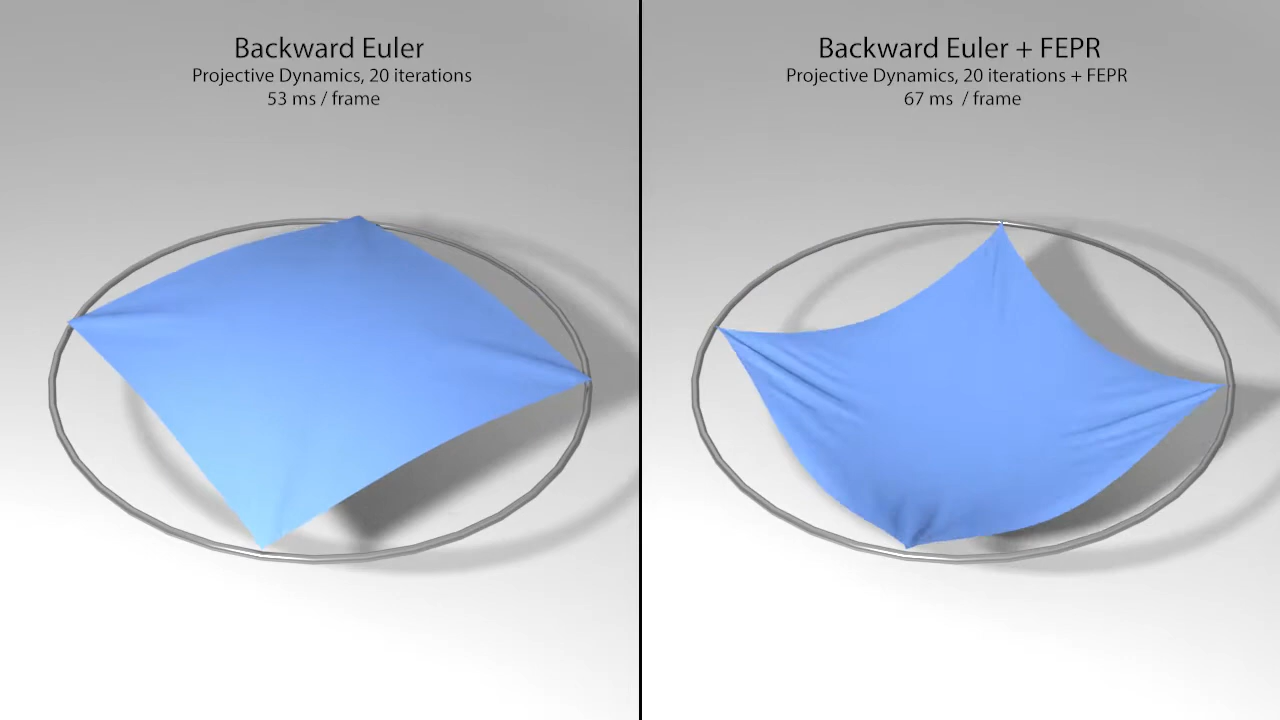 Backward Euler
Projective Dynamics, 20 iterations
53 ms / frame
Backward Euler + FEPR
Projective Dynamics, 20 iterations + FEPR
67 ms / frame